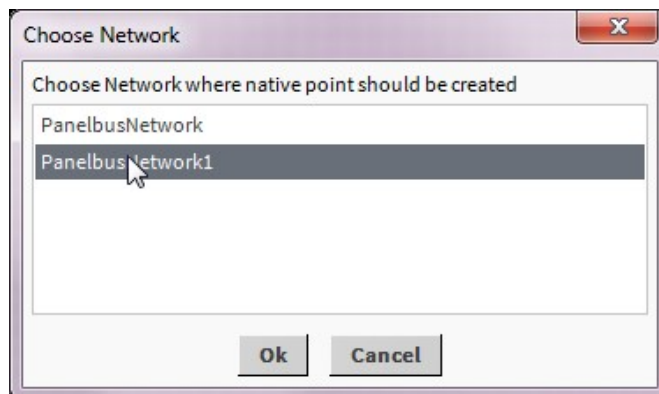 Choose Network
Choose Network where native point should be created
PanelbusNetwork
PanelbusNetwork1
Ok
Cancel